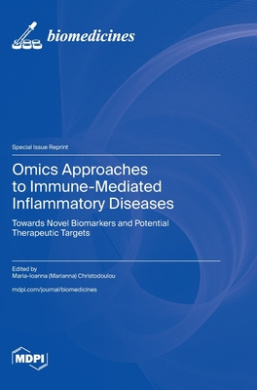 biomedicines
Special Issue Reprint
Omics Approaches
to Immune-Mediated
Inflammatory Diseases
Towards Novel Biomarkers and Potential
Therapeutic Targets
Edited by
Maria-Ioanna (Marianna) Christodoulou
mdpi.com/journal/biomedicines
MDPI